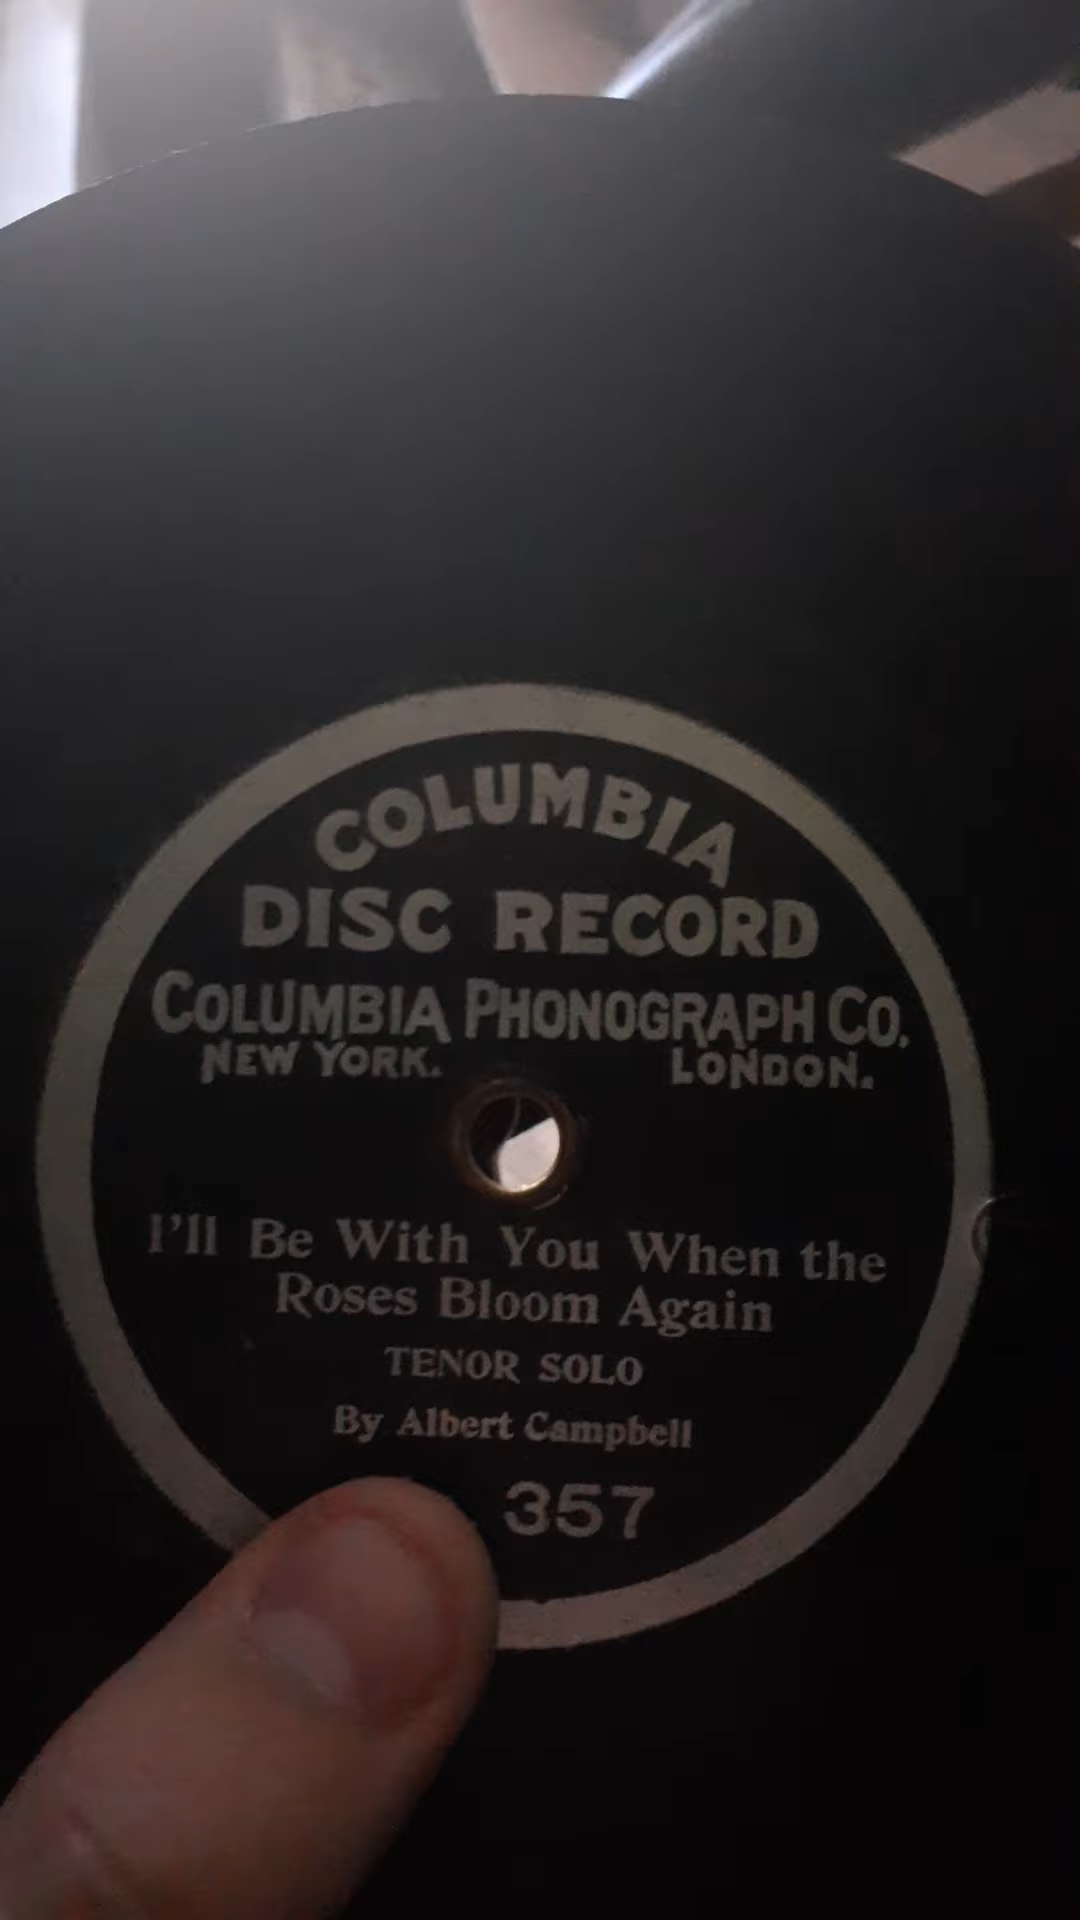 COLUMBIA
DISC RECORD
COLUMBIA PHONOGRAPH CO.
NEW YORK. LONDON.
I'll Be With You When the
Roses Bloom Again
TENOR SOLO
By Albert Campbell
357